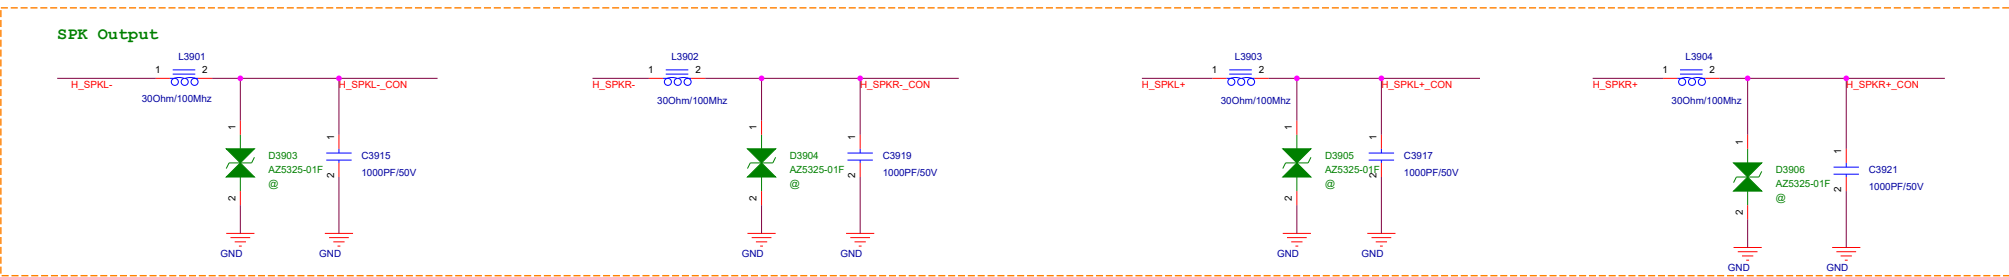 SPK Output
L3901
1 2
H_SPKL-
H_SPKL-_CON
30Ohm/100Mhz
1
1
D3903
AZ5325-01F
@
C3915
1000PF/50V
2
2
GND
GND
L3902
1 2
H_SPKR-
H_SPKR-_CON
30Ohm/100Mhz
1
1
D3904
AZ5325-01F
@
C3919
1000PF/50V
2
2
GND
GND
L3903
1 2
H_SPKL+
H_SPKL+_CON
30Ohm/100Mhz
1
1
D3905
AZ5325-01F
@
C3917
1000PF/50V
2
2
GND
GND
L3904
1 2
H_SPKR+
H_SPKR+_CON
30Ohm/100Mhz
1
1
D3906
AZ5325-01F
@
C3921
1000PF/50V
2
2
GND
GND